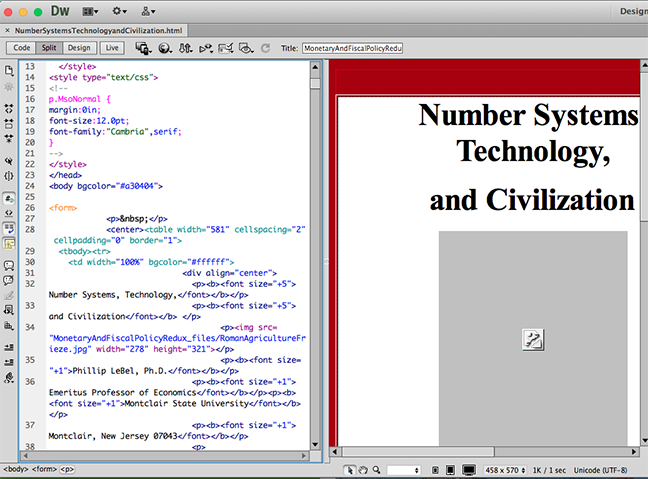 Dw
Design
× NumberSystemsTechnologyandCivilization.html
Code Split Design Live Title: MonetaryAndFiscalPolicyRedu
13 </style>
14 <style type="text/css">
15 <!--
16 p.MsoNormal {
17 margin:0in;
18 font-size:12.0pt;
19 font-family:"Cambria",serif;
20 }
21 -->
22 </style>
23 </head>
24 <body bgcolor="#a30404">
25
26 <form>
27 <p>&nbsp;</p>
28 <center><table width="581" cellspacing="2"
cellpadding="0" border="1">
29 <tbody><tr>
30 <td width="100%" bgcolor="#ffffff">
31 <div align="center">
32 <p><b><font size="+5">
Number Systems, Technology,</font></b></p>
33 <p><b><font size="+5">
and Civilization</font></b> </p>
34 <p><img src=
"MonetaryAndFiscalPolicyRedux_files/RomanAgricultureFr
ieze.jpg" width="278" height="321"></p>
35 <p><b><font size=
"+1">Phillip LeBel, Ph.D.</font></b></p>
36 <p><b><font size="+1">
Emeritus Professor of Economics</font></b></p><p><b>
<font size="+1">Montclair State University</font></b>
</p>
37 <p><b><font size="+1">
Montclair, New Jersey 07043</font></b></p>
38 <p>
Number Systems
Technology,
and Civilization
<body> <form> <p>
458 x 570 1K / 1 sec Unicode (UTF-8)